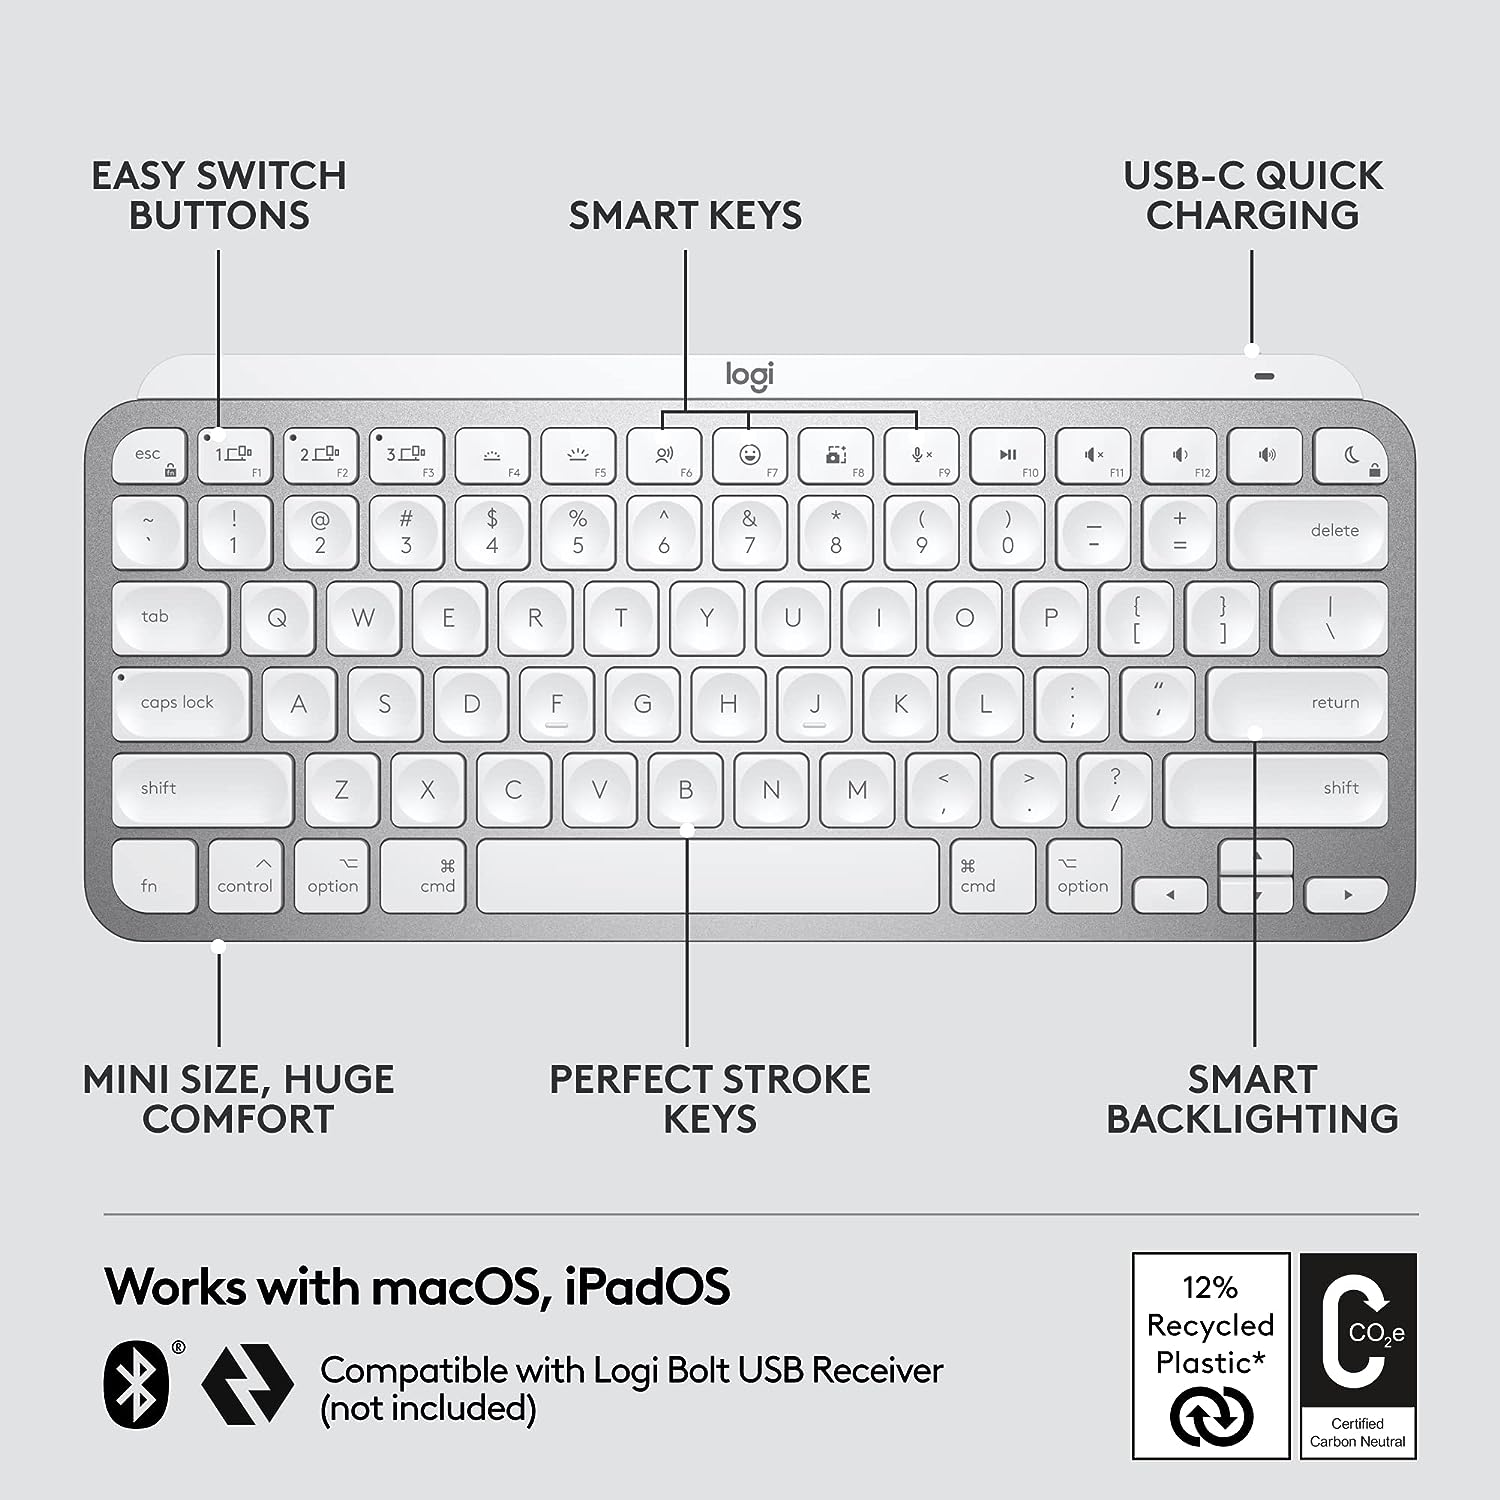 EASY SWITCH
BUTTONS
SMART KEYS
USB-C QUICK
CHARGING
logi
esc fn
1 F1
2 F2
3 F3
F4
F5
F6
F7
F8
F9
F10
F11
F12
~ `
! 1
@ 2
# 3
$ 4
% 5
^ 6
& 7
* 8
( 9
) 0
_ -
+ =
delete
tab Q W E R T Y U I O P { [ } ] | \
caps lock A S D F G H J K L : ; “ ‘ return
shift Z X C V B N M < , > . ? / shift
fn ^ control ⌥ option ⌘ cmd ⌘ cmd ⌥ option ◀ ▲ ▼ ▶
MINI SIZE, HUGE
COMFORT
PERFECT STROKE
KEYS
SMART
BACKLIGHTING
Works with macOS, iPadOS
®
Compatible with Logi Bolt USB Receiver
(not included)
12%
Recycled
Plastic*
CO₂e
Certified
Carbon Neutral